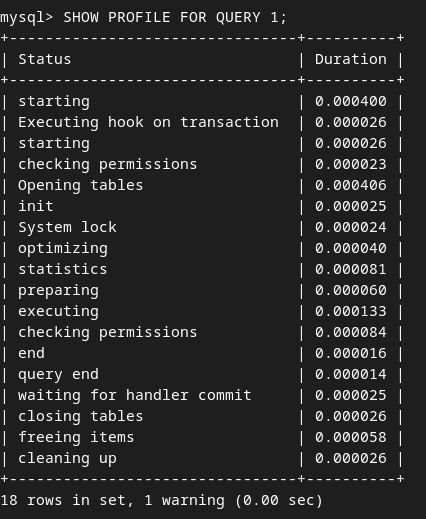 mysql> SHOW PROFILE FOR QUERY 1;
+--------------------------------+----------+
| Status                         | Duration |
+--------------------------------+----------+
| starting                       | 0.000400 |
| Executing hook on transaction  | 0.000026 |
| starting                       | 0.000026 |
| checking permissions           | 0.000023 |
| Opening tables                 | 0.000406 |
| init                           | 0.000025 |
| System lock                    | 0.000024 |
| optimizing                     | 0.000040 |
| statistics                     | 0.000081 |
| preparing                      | 0.000060 |
| executing                      | 0.000133 |
| checking permissions           | 0.000084 |
| end                            | 0.000016 |
| query end                      | 0.000014 |
| waiting for handler commit     | 0.000025 |
| closing tables                 | 0.000026 |
| freeing items                  | 0.000058 |
| cleaning up                    | 0.000026 |
+--------------------------------+----------+
18 rows in set, 1 warning (0.00 sec)